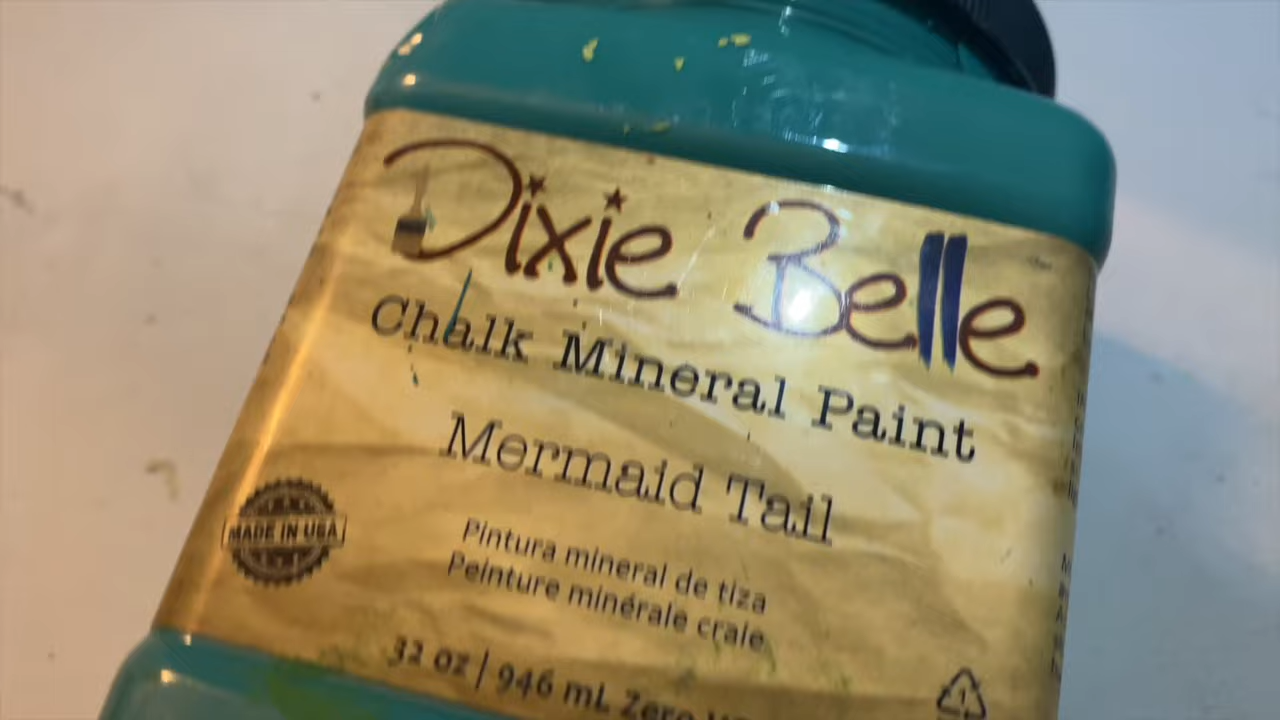 Dixie Belle
Chalk Mineral Paint
Mermaid Tail
MADE IN USA
Pintura mineral de tiza
Peinture minérale craie
32 oz | 946 mL Zero
1